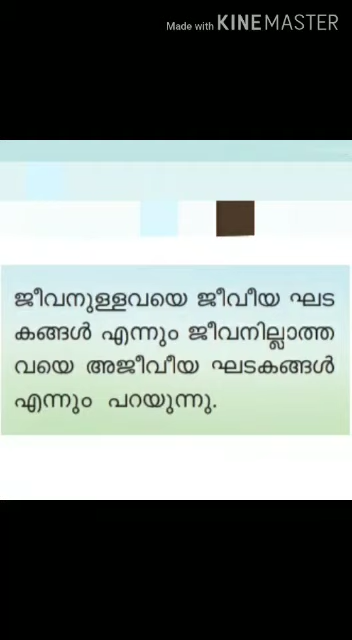 Made with KINEMASTER
ജീവനുള്ളവയെ ജീവീയ ഘട
കങ്ങൾ എന്നും ജീവനില്ലാത്ത
വയെ അജീവീയ ഘടകങ്ങൾ
എന്നും പറയുന്നു.